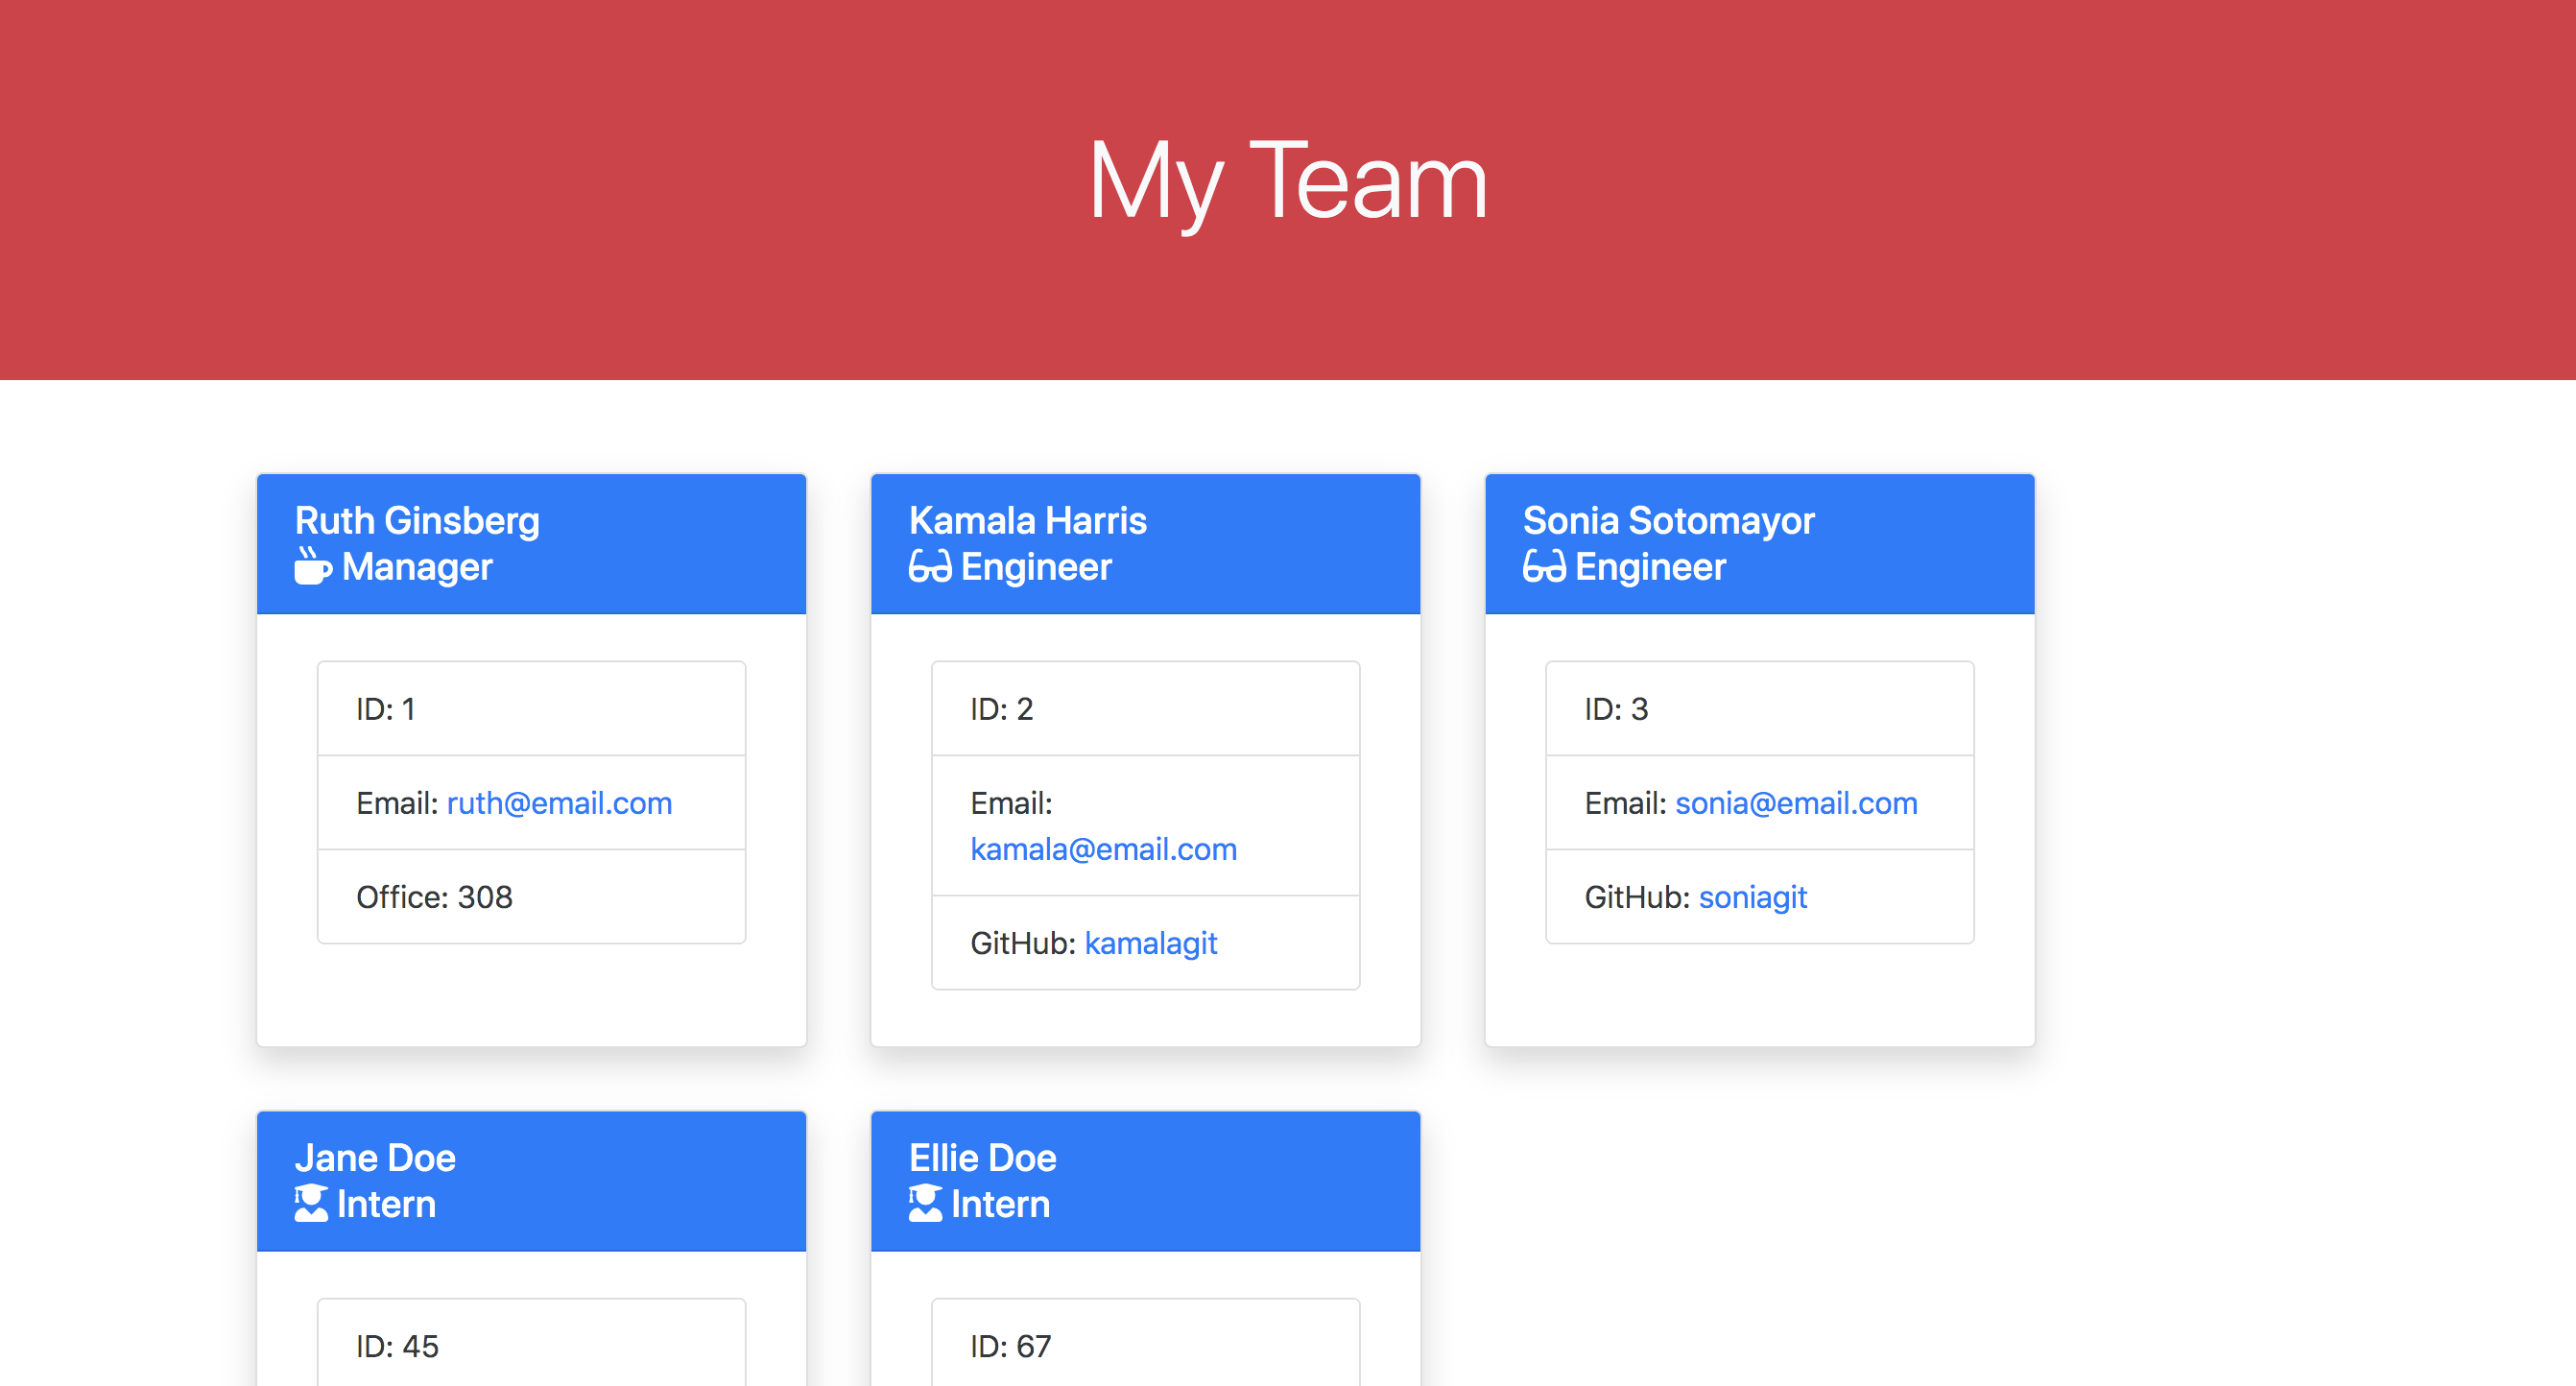 My Team
Ruth Ginsberg
Manager
ID: 1
Email: ruth@email.com
Office: 308
Kamala Harris
Engineer
ID: 2
Email:
kamala@email.com
GitHub: kamalagit
Sonia Sotomayor
Engineer
ID: 3
Email: sonia@email.com
GitHub: soniagit
Jane Doe
Intern
ID: 45
Ellie Doe
Intern
ID: 67